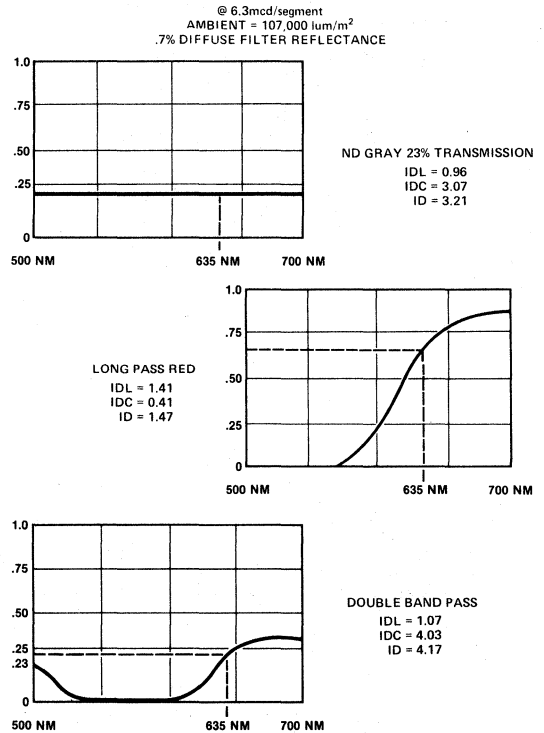 @ 6.3mcd/segment
AMBIENT = 107,000 lum/m²
.7% DIFFUSE FILTER REFLECTANCE
1.0
.75
.50
.25
0
500 NM
635 NM
700 NM
ND GRAY 23% TRANSMISSION
IDL = 0.96
IDC = 3.07
ID = 3.21
1.0
.75
.50
.25
0
500 NM
635 NM
700 NM
LONG PASS RED
IDL = 1.41
IDC = 0.41
ID = 1.47
1.0
.75
.50
.25
.23
0
500 NM
635 NM
700 NM
DOUBLE BAND PASS
IDL = 1.07
IDC = 4.03
ID = 4.17